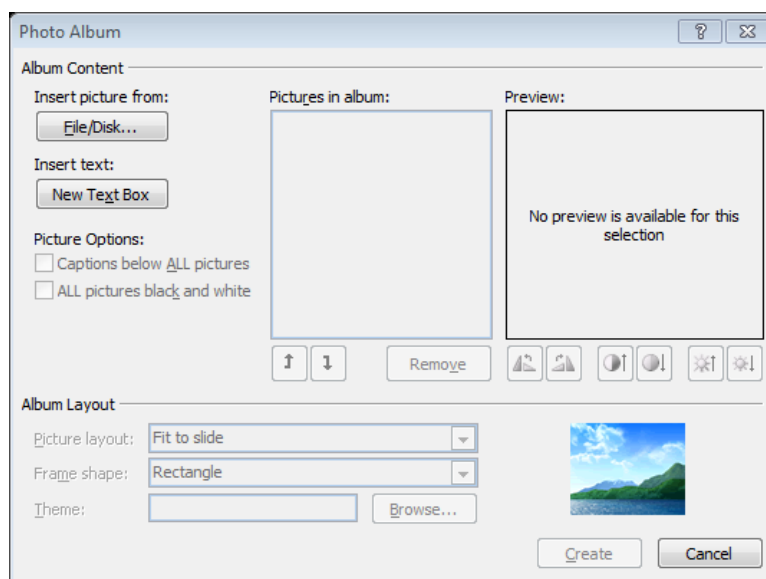 Photo Album
Album Content
Insert picture from:
File/Disk...
Insert text:
New Text Box
Picture Options:
Captions below ALL pictures
ALL pictures black and white
Pictures in album:
Remove
Preview:
No preview is available for this
selection
Album Layout
Picture layout: Fit to slide
Frame shape: Rectangle
Theme:
Browse...
Create
Cancel